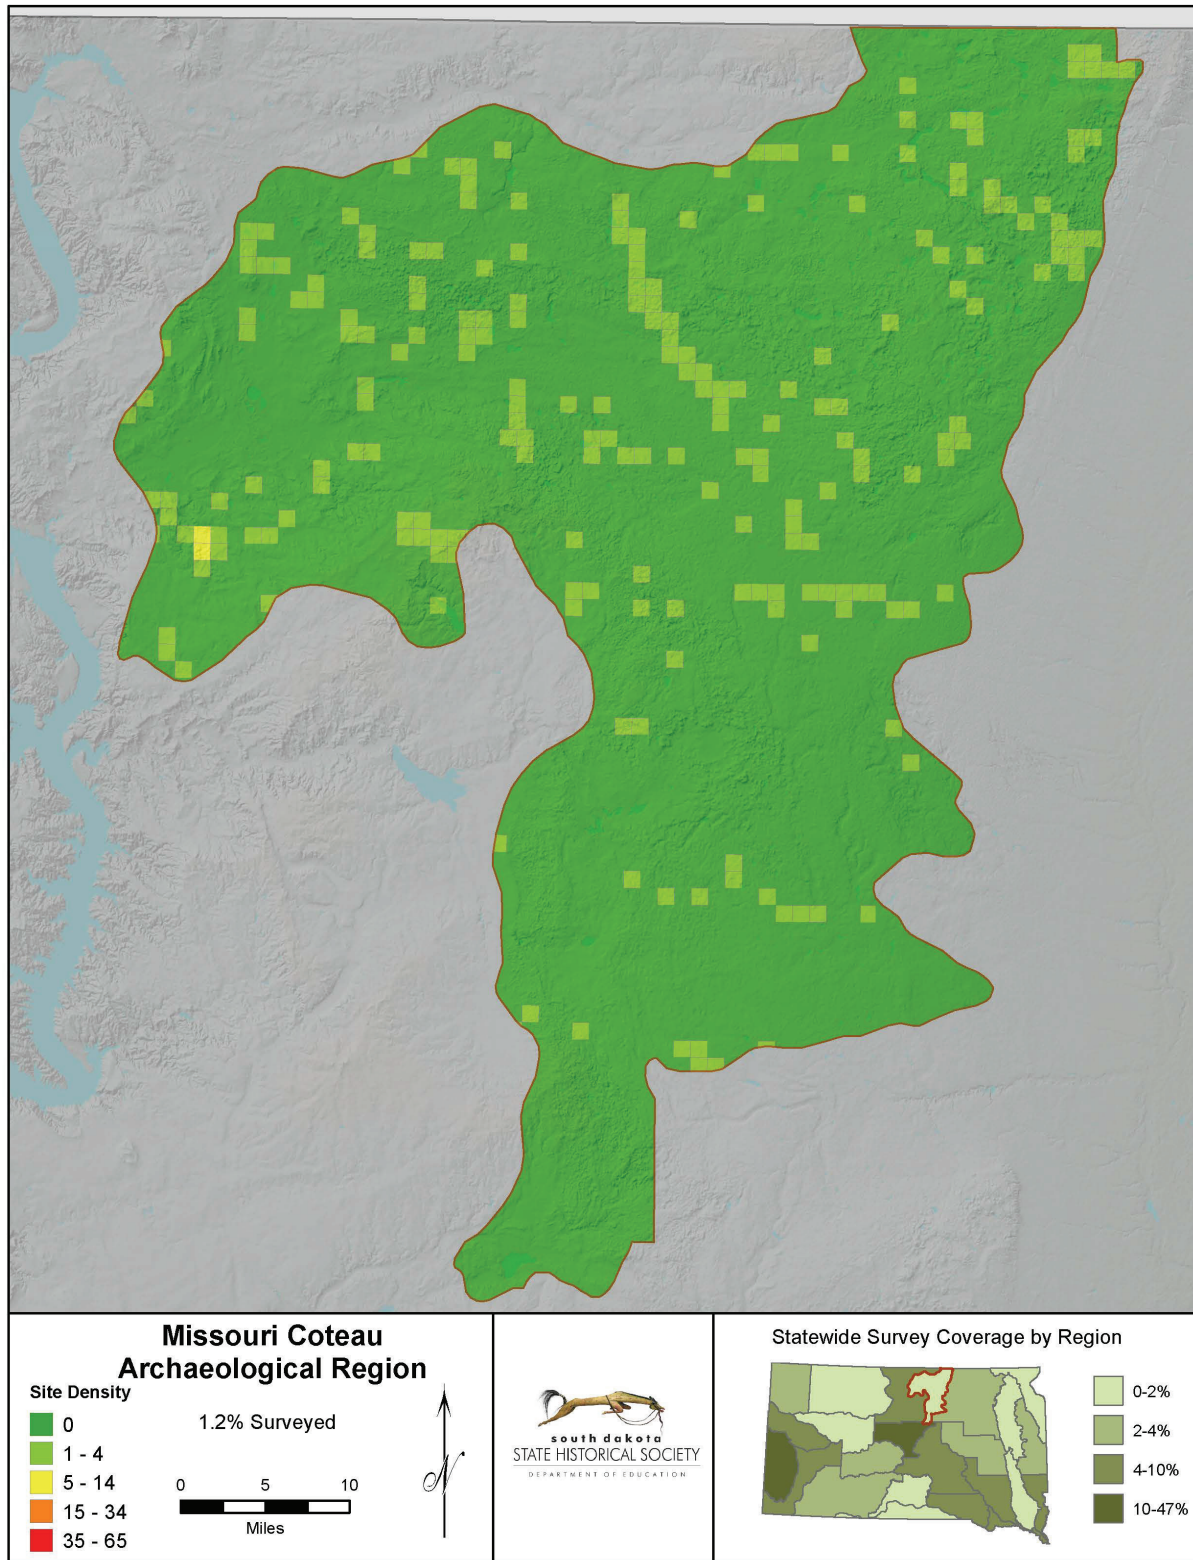 Missouri Coteau
Archaeological Region
Site Density
0
1 - 4
5 - 14
15 - 34
35 - 65
1.2% Surveyed
0 5 10
Miles
N
south dakota
STATE HISTORICAL SOCIETY
DEPARTMENT OF EDUCATION
Statewide Survey Coverage by Region
0-2%
2-4%
4-10%
10-47%